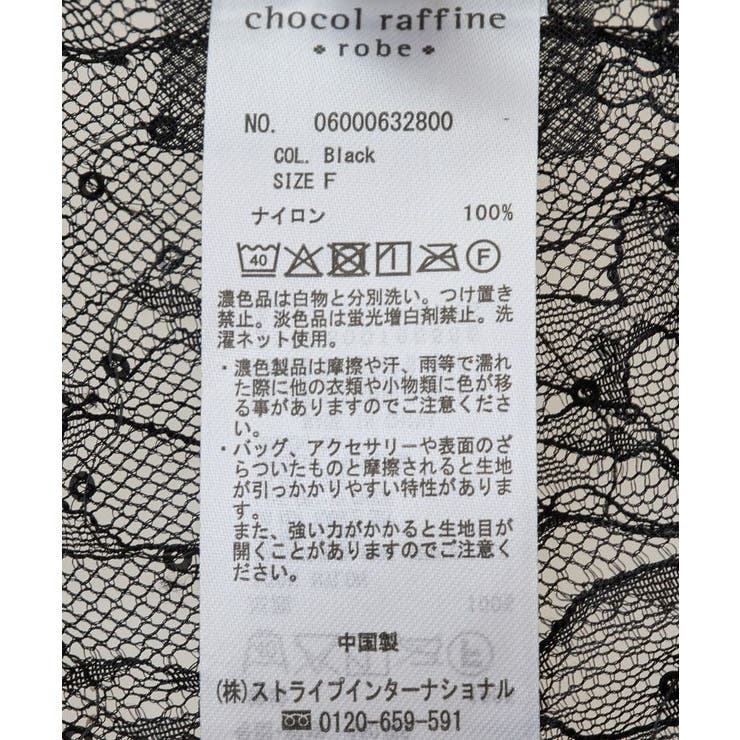 chocol raffine
robe
NO. 06000632800
COL. Black
SIZE F
ナイロン 100%
40 F
濃色品は白物と分別洗い。つけ置き
禁止。淡色品は蛍光増白剤禁止。洗
濯ネット使用。
・濃色製品は摩擦や汗、雨等で濡れ
た際に他の衣類や小物類に色が移
る事がありますのでご注意くださ
い。
・バッグ、アクセサリーや表面のざ
らついたものと摩擦されると生地
が引っかかりやすい特性がありま
す。
また、強い力がかかると生地目が
開くことがありますのでご注意く
ださい。
中国製
(株)ストライプインターナショナル
0120-659-591